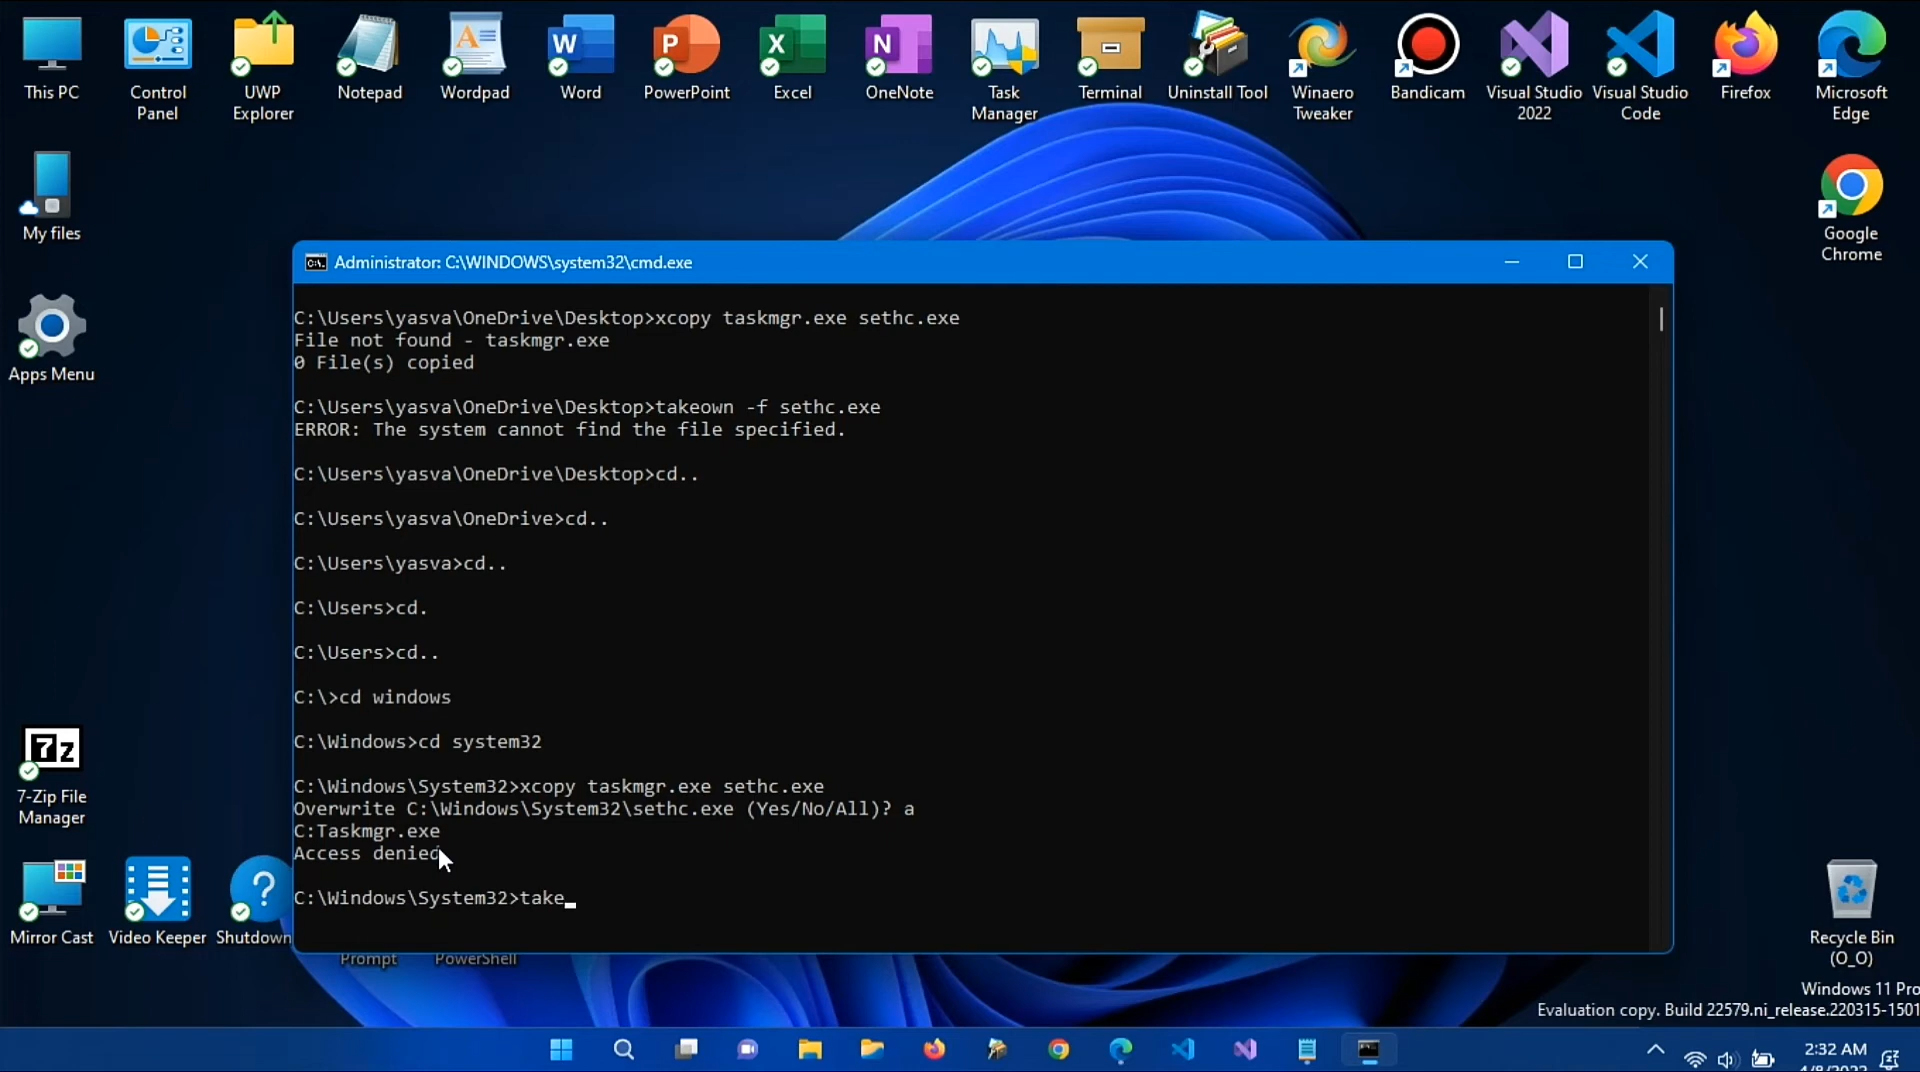 This PC
Control
Panel
UWP
Explorer
Notepad
Wordpad
Word
PowerPoint
Excel
OneNote
Task
Manager
Terminal
Uninstall Tool
Winaero
Tweaker
Bandicam
Visual Studio
2022
Visual Studio
Code
Firefox
Microsoft
Edge
My files
Google
Chrome
Apps Menu
7-Zip File
Manager
Mirror Cast
Video Keeper
Shutdown
Prompt
PowerShell
Recycle Bin
(O_O)
Administrator: C:\WINDOWS\system32\cmd.exe
C:\Users\yasva\OneDrive\Desktop>xcopy taskmgr.exe sethc.exe
File not found - taskmgr.exe
0 File(s) copied
C:\Users\yasva\OneDrive\Desktop>takeown -f sethc.exe
ERROR: The system cannot find the file specified.
C:\Users\yasva\OneDrive\Desktop>cd..
C:\Users\yasva\OneDrive>cd..
C:\Users\yasva>cd..
C:\Users>cd.
C:\Users>cd..
C:\>cd windows
C:\Windows>cd system32
C:\Windows\System32>xcopy taskmgr.exe sethc.exe
Overwrite C:\Windows\System32\sethc.exe (Yes/No/All)? a
C:Taskmgr.exe
Access denied
C:\Windows\System32>take_
Windows 11 Pro
Evaluation copy. Build 22579.ni_release.220315-1501
2:32 AM